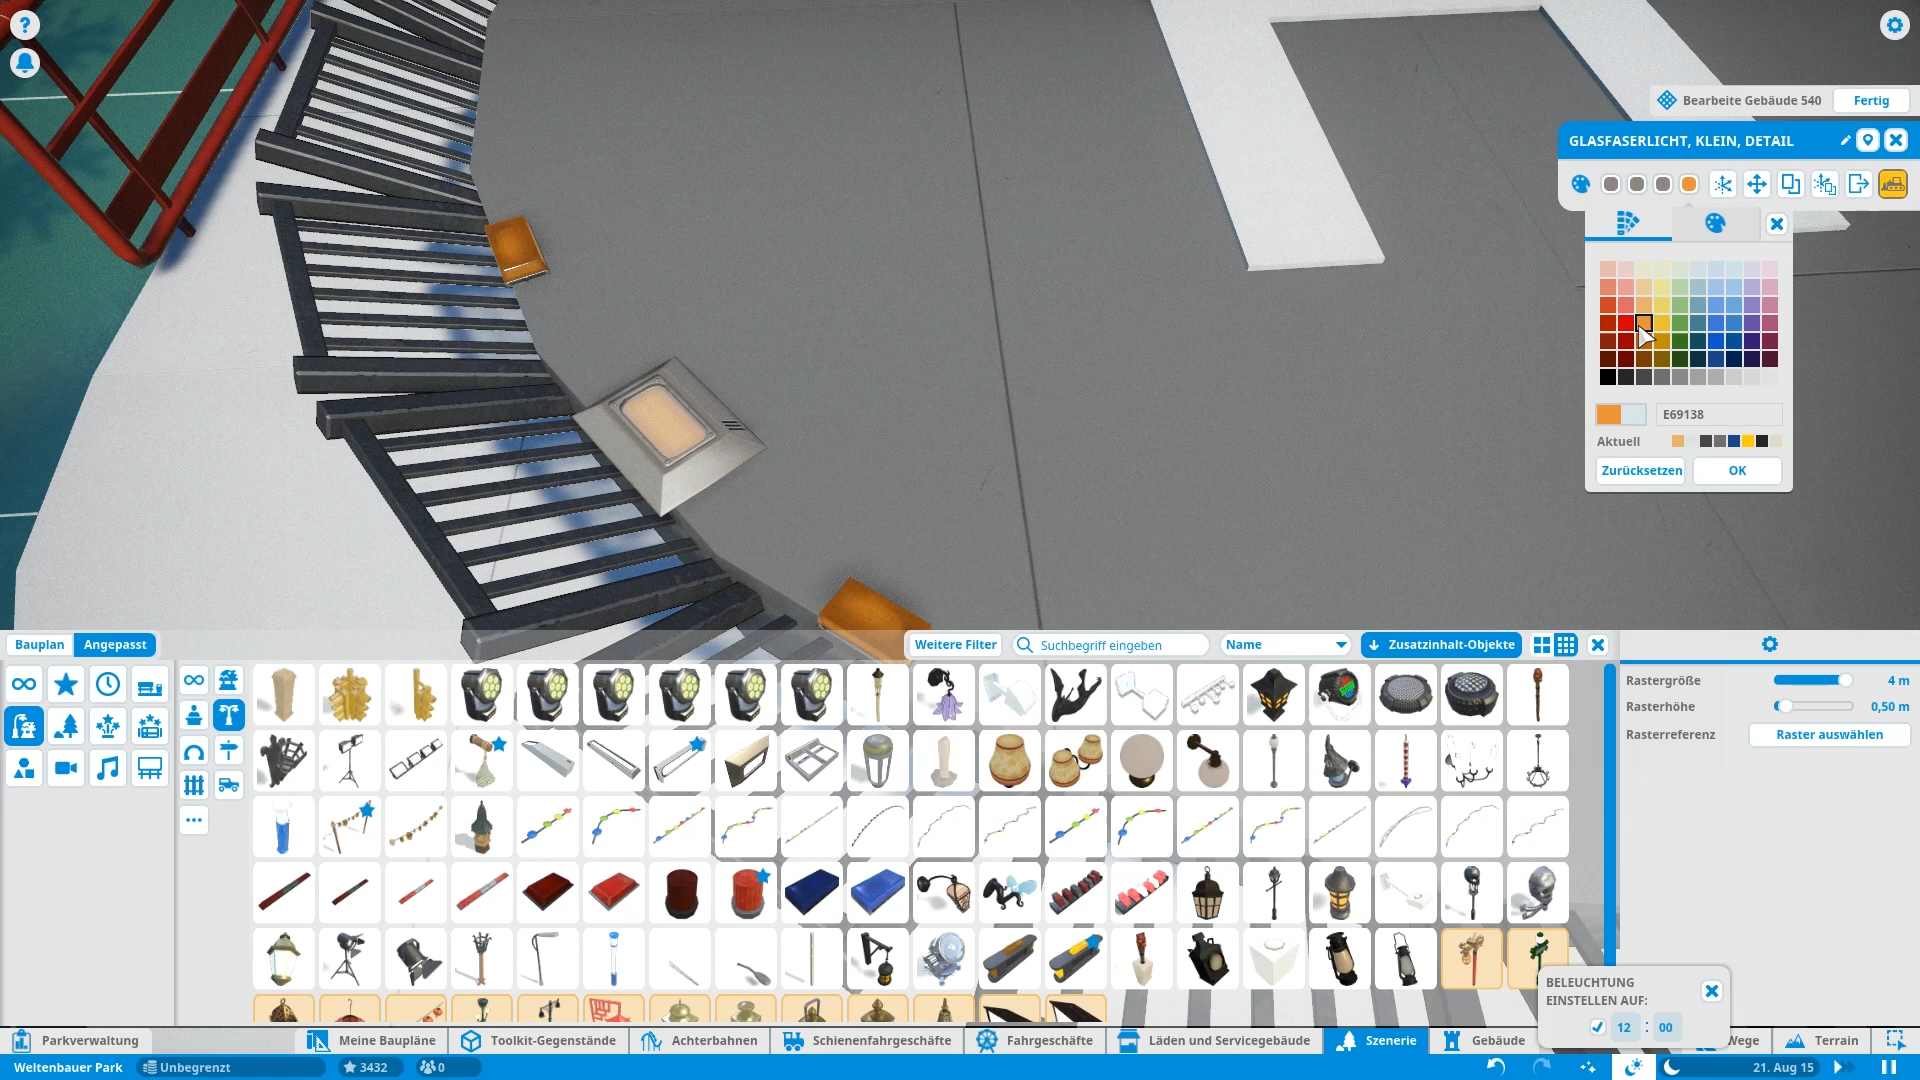 Bearbeite Gebäude 540
Fertig
GLASFASERLICHT, KLEIN, DETAIL
E69138
Aktuell
Zurücksetzen
OK
Bauplan
Angepasst
Weitere Filter
Suchbegriff eingeben
Name
Zusatzinhalt-Objekte
Rastergröße
4 m
Rasterhöhe
0,50 m
Rasterreferenz
Raster auswählen
BELEUCHTUNG
EINSTELLEN AUF:
12 : 00
Parkverwaltung
Meine Baupläne
Toolkit-Gegenstände
Achterbahnen
Schienenfahrgeschäfte
Fahrgeschäfte
Läden und Servicegebäude
Szenerie
Gebäude
Wege
Terrain
Weltenbauer Park
Unbegrenzt
3432
0
21. Aug 15